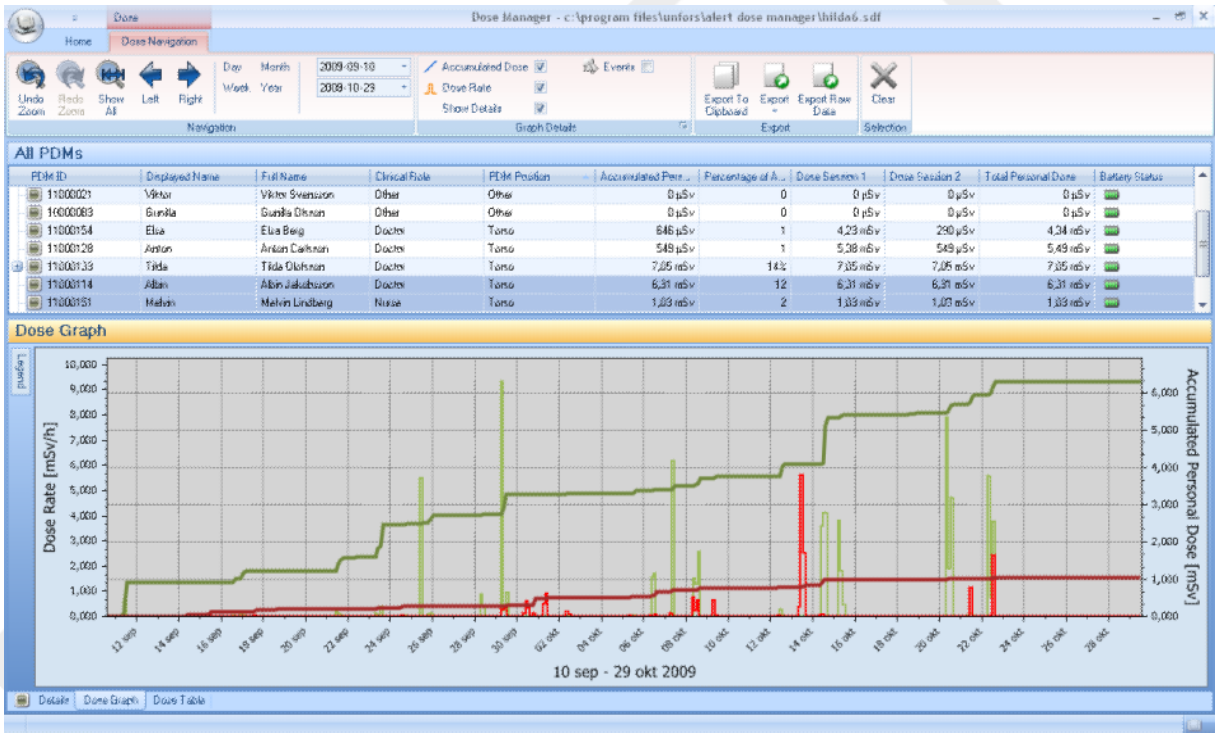 Dose
Dose Manager - c:\program files\unfors\alert dose manager\hilda6.sdf
Home Dose Navigation
Undo Zoom Redo Zoom Show All Left Right
Day Month 2009-09-10
Week Year 2009-10-29
Accumulated Dose Events
Dose Rate
Show Details
Export To Clipboard Export Export Raw Data Clear
Navigation Graph Details Export Selection
All PDMs
PDM ID Displayed Name Full Name Clinical Role PDM Position Accumulated Pers... Percentage of A... Dose Session 1 Dose Session 2 Total Personal Dose Battery Status
11000021 Viktor Viktor Svensson Other Other 0 µSv 0 0 µSv 0 µSv 0 µSv
10000083 Gunilla Gunilla Olsson Other Other 0 µSv 0 0 µSv 0 µSv 0 µSv
11000154 Elsa Elsa Berg Doctor Torso 646 µSv 1 4,23 mSv 290 µSv 4,34 mSv
11000128 Anton Anton Carlsson Doctor Torso 549 µSv 1 5,38 mSv 549 µSv 5,49 mSv
11000133 Tilda Tilda Olofsson Doctor Torso 7,05 mSv 14% 7,05 mSv 7,05 mSv 7,05 mSv
11000114 Albin Albin Jakobsson Doctor Torso 6,31 mSv 12 6,31 mSv 6,31 mSv 6,31 mSv
11000151 Melvin Melvin Lindberg Nurse Torso 1,03 mSv 2 1,03 mSv 1,03 mSv 1,03 mSv
Dose Graph
Legend
Dose Rate [mSv/h]
10,000
9,000
8,000
7,000
6,000
5,000
4,000
3,000
2,000
1,000
0,000
6,000
5,000
4,000
3,000
2,000
1,000
0,000
Accumulated Personal Dose [mSv]
12 sep 14 sep 16 sep 18 sep 20 sep 22 sep 24 sep 26 sep 28 sep 30 sep 02 okt 04 okt 06 okt 08 okt 10 okt 12 okt 14 okt 16 okt 18 okt 20 okt 22 okt 24 okt 26 okt 28 okt
10 sep - 29 okt 2009
Details Dose Graph Dose Table